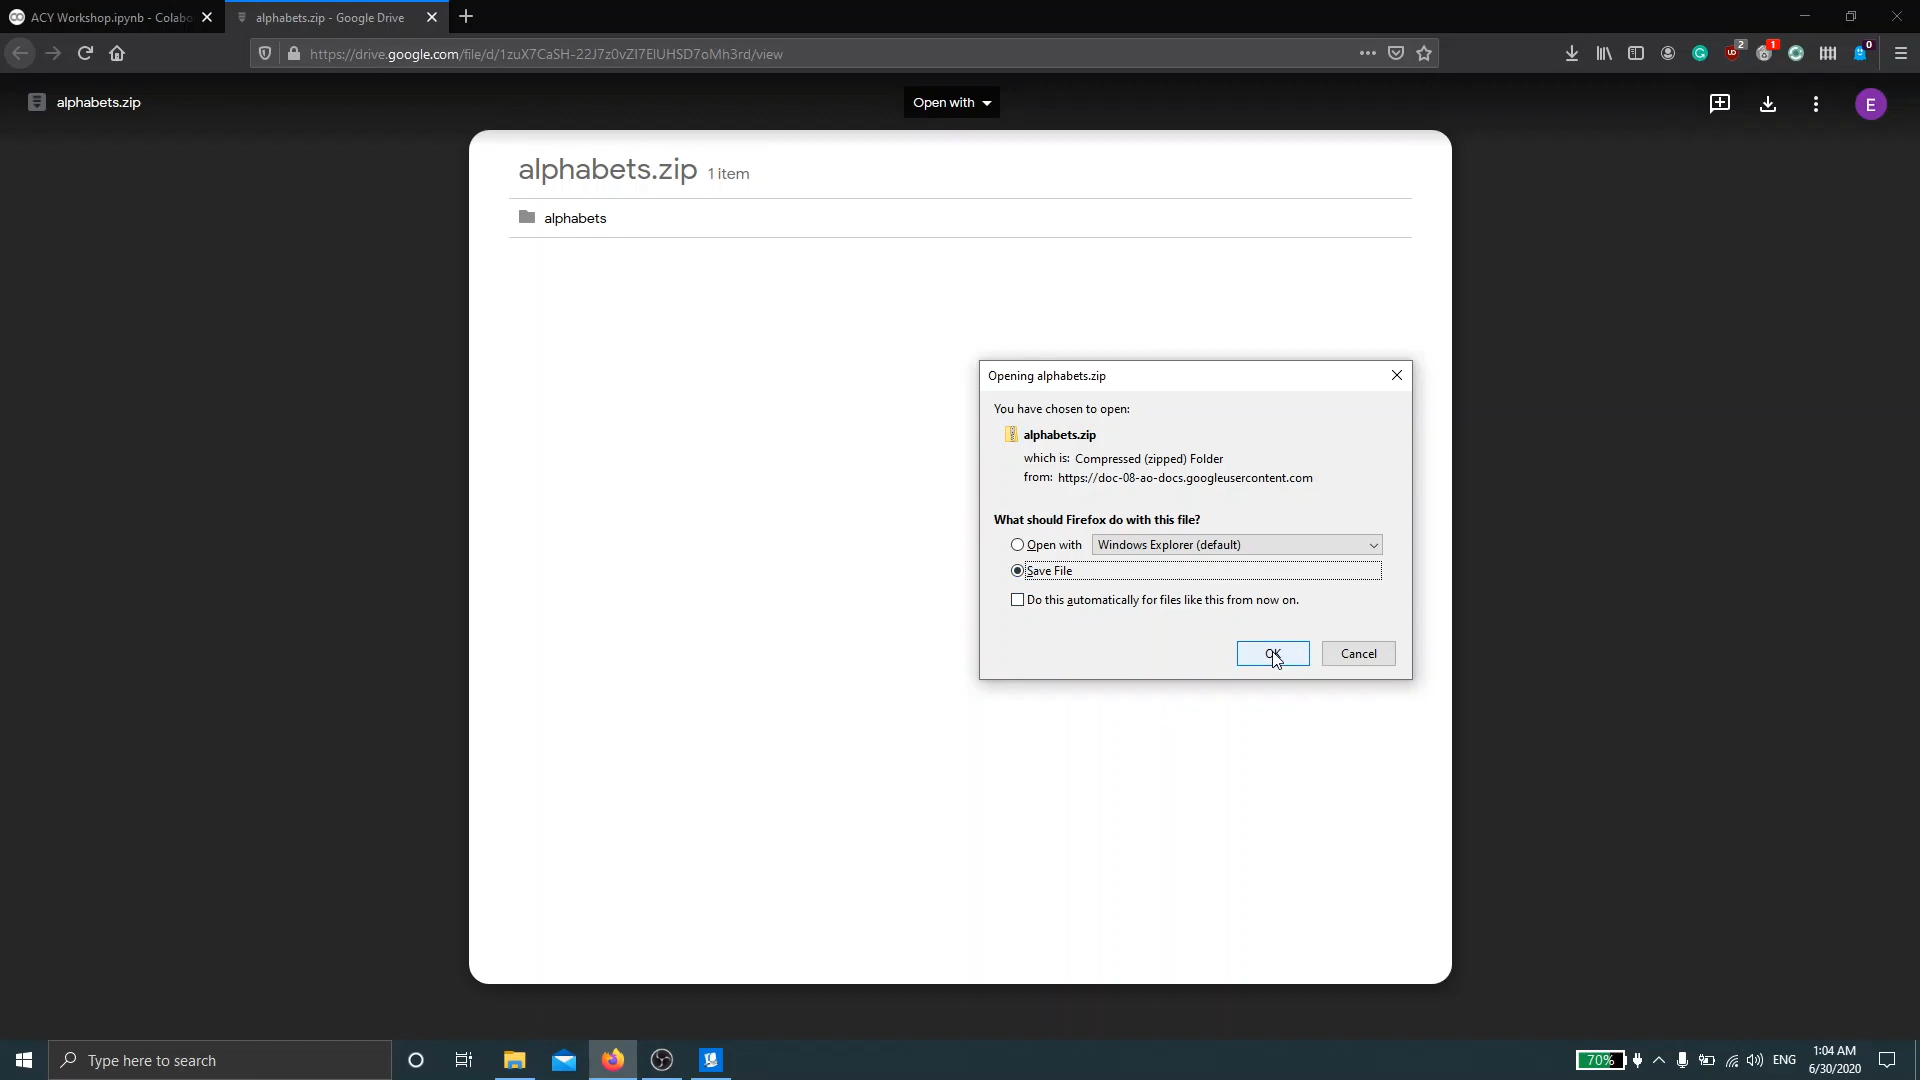 ACY Workshop.ipynb - Colabo
alphabets.zip - Google Drive
https://drive.google.com/file/d/1zuX7CaSH-22J7z0vZI7ElUHSD7oMh3rd/view
2
1
0
alphabets.zip
Open with
E
alphabets.zip 1 item
alphabets
Opening alphabets.zip
You have chosen to open:
alphabets.zip
which is: Compressed (zipped) Folder
from: https://doc-08-ao-docs.googleusercontent.com
What should Firefox do with this file?
Open with Windows Explorer (default)
Save File
Do this automatically for files like this from now on.
OK Cancel
Type here to search
70%
ENG
1:04 AM
6/30/2020